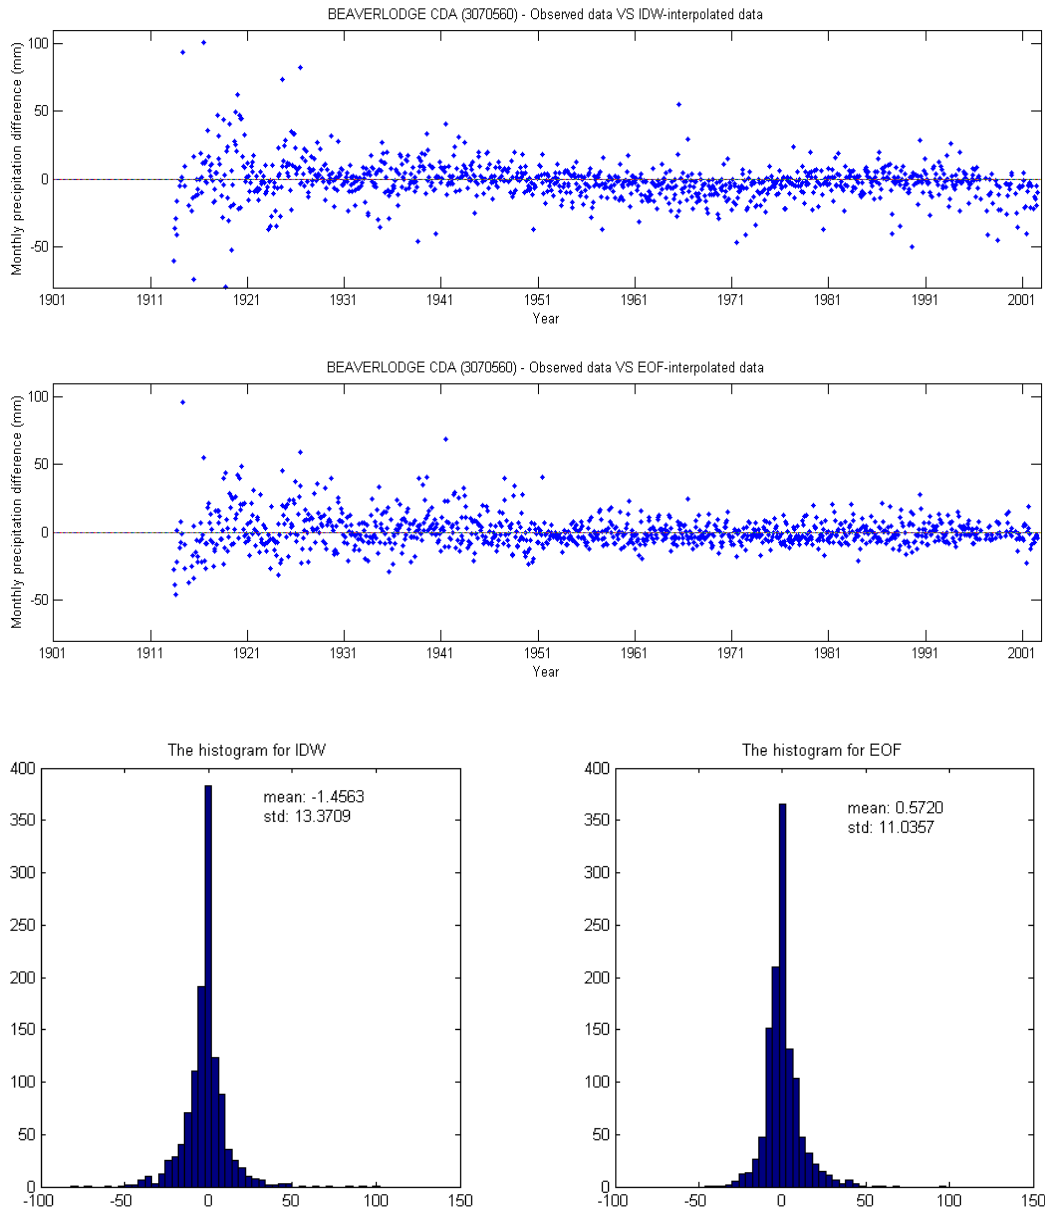 BEAVERLODGE CDA (3070560) - Observed data VS IDW-interpolated data
Monthly precipitation difference (mm)
100
50
0
-50
1901 1911 1921 1931 1941 1951 1961 1971 1981 1991 2001
Year
BEAVERLODGE CDA (3070560) - Observed data VS EOF-interpolated data
Monthly precipitation difference (mm)
100
50
0
-50
1901 1911 1921 1931 1941 1951 1961 1971 1981 1991 2001
Year
The histogram for IDW
400
350
300
250
200
150
100
50
0
mean: -1.4563
std: 13.3709
-100 -50 0 50 100 150
The histogram for EOF
400
350
300
250
200
150
100
50
0
mean: 0.5720
std: 11.0357
-100 -50 0 50 100 150